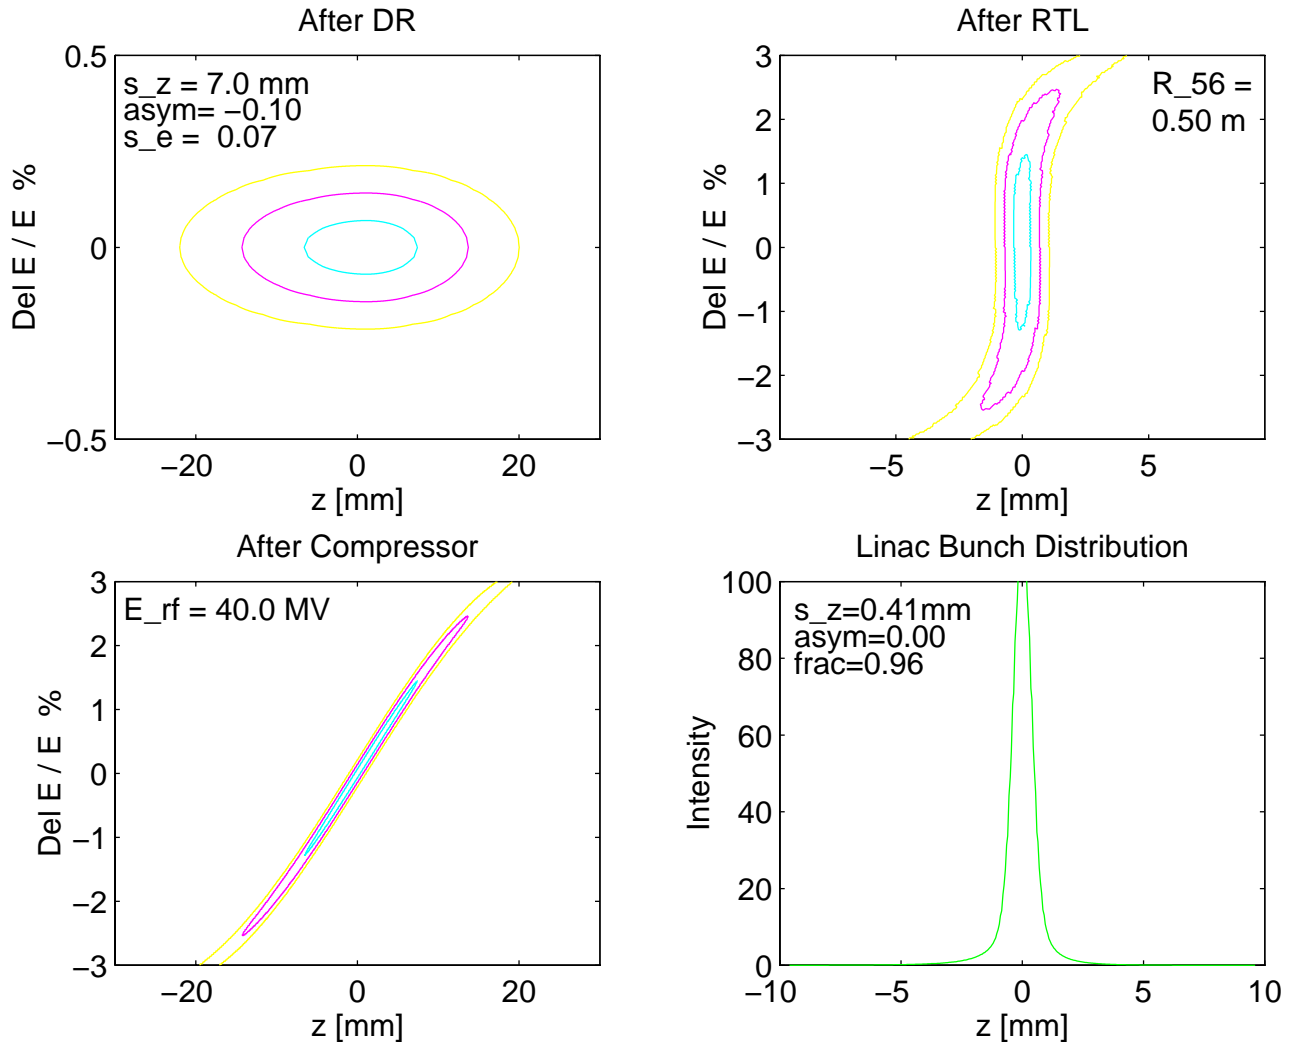 After DR
0.5
0
−0.5
Del E / E %
s_z = 7.0 mm
asym= −0.10
s_e = 0.07
−20
0
20
z [mm]
After RTL
3
2
1
0
−1
−2
−3
Del E / E %
R_56 =
0.50 m
−5
0
5
z [mm]
After Compressor
3
2
1
0
−1
−2
−3
Del E / E %
E_rf = 40.0 MV
−20
0
20
z [mm]
Linac Bunch Distribution
100
80
60
40
20
0
Intensity
s_z=0.41mm
asym=0.00
frac=0.96
−10
−5
0
5
10
z [mm]